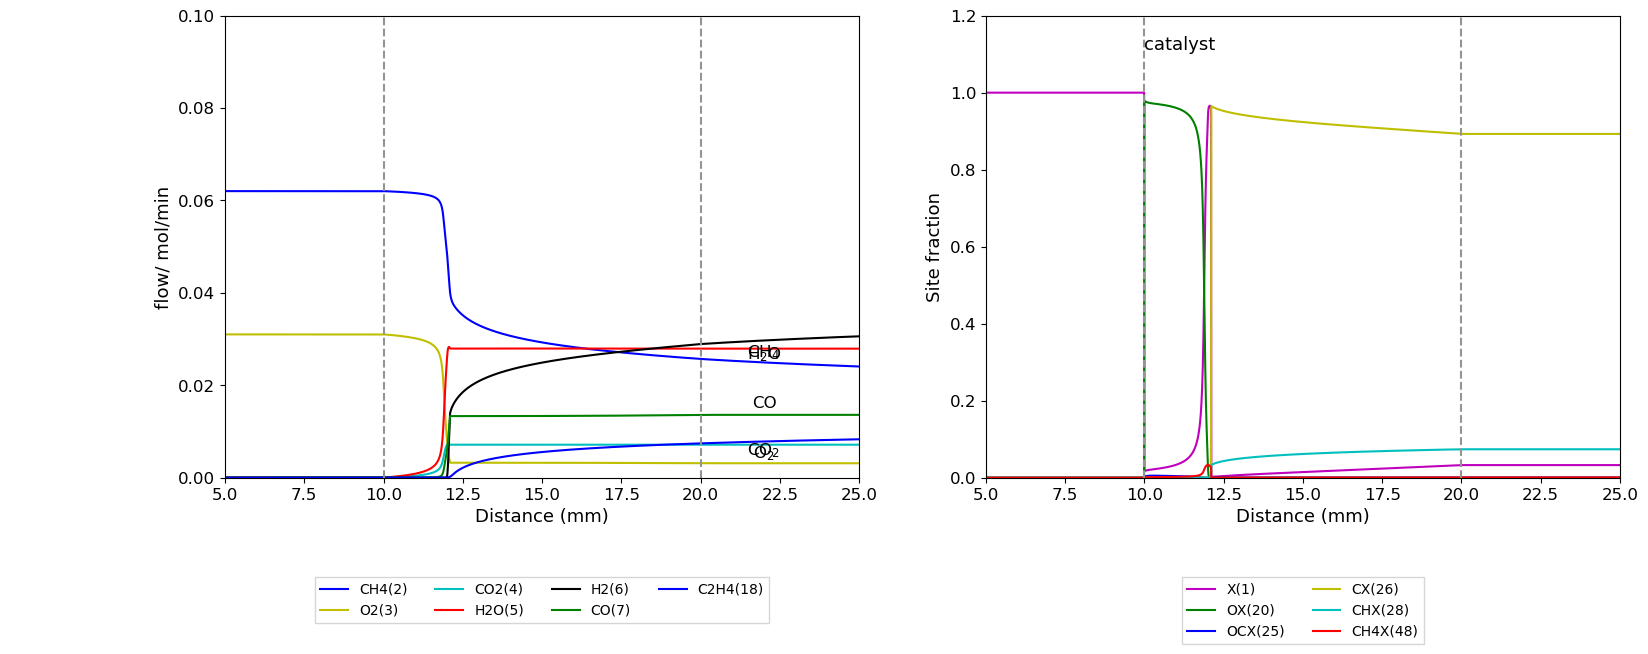 0.10
0.08
0.06
0.04
0.02
0.00
flow/ mol/min
CO
5.0 7.5 10.0 12.5 15.0 17.5 20.0 22.5 25.0
Distance (mm)
CH4(2) CO2(4) H2(6) C2H4(18)
O2(3) H2O(5) CO(7)
1.2
1.0
0.8
0.6
0.4
0.2
0.0
Site fraction
catalyst
5.0 7.5 10.0 12.5 15.0 17.5 20.0 22.5 25.0
Distance (mm)
X(1) CX(26)
OX(20) CHX(28)
OCX(25) CH4X(48)